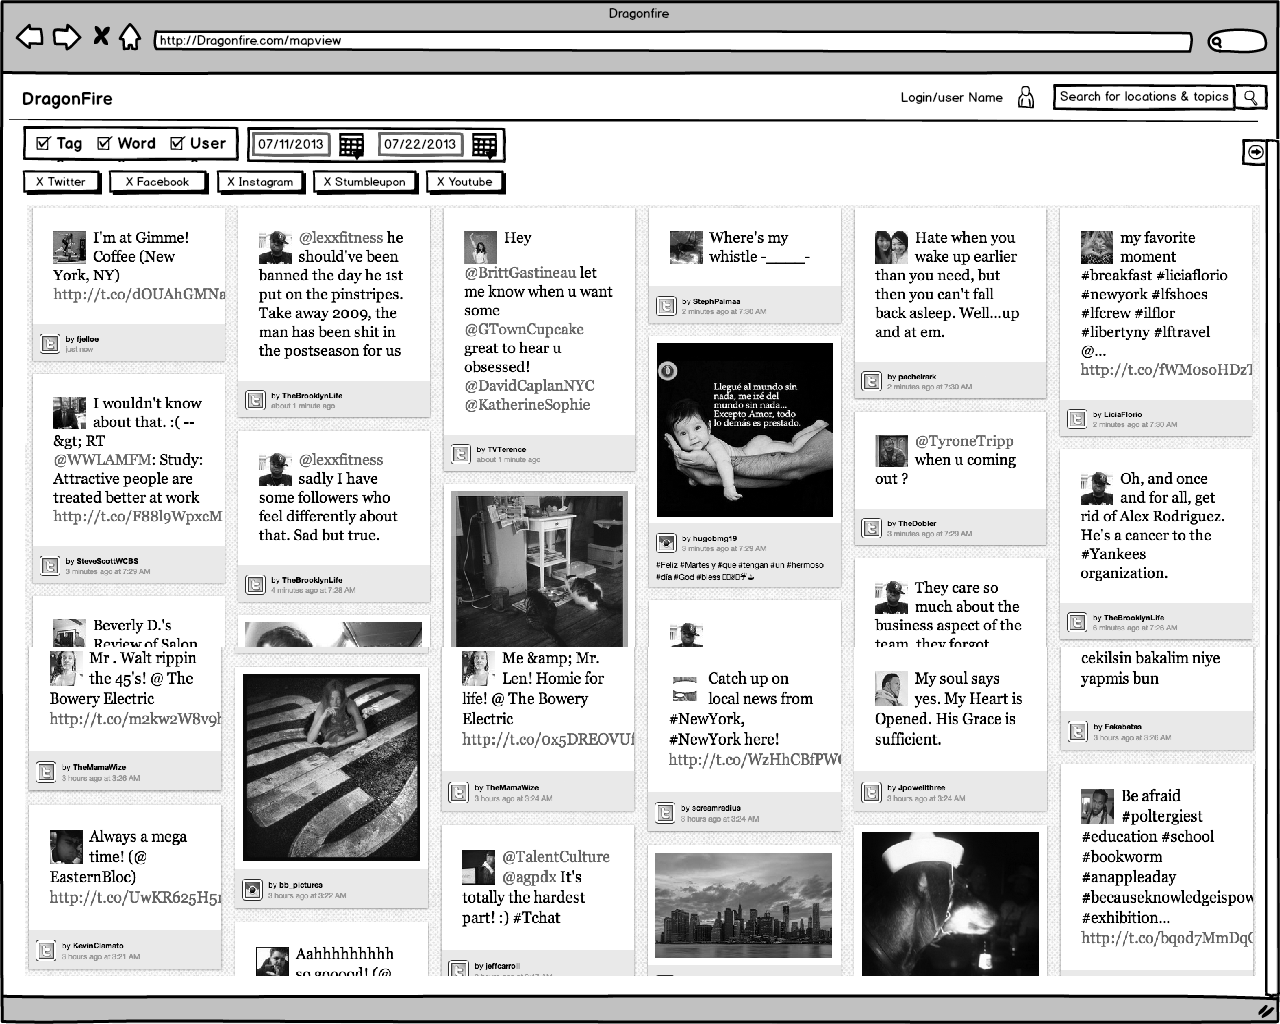 Dragonfire
http://Dragonfire.com/mapview
DragonFire
Login/user Name
Search for locations & topics
Tag
Word
User
07/11/2013
07/22/2013
X Twitter
X Facebook
X Instagram
X Stumbleupon
X Youtube
I'm at Gimme!
Coffee (New
York, NY)
http://t.co/dOUAhGMNa
by fjelloe
just now
I wouldn't know
about that. :( --
&gt; RT
@WWLAMFM: Study:
Attractive people are
treated better at work
http://t.co/F88l9WpxcM
by SteveScottWCBS
3 minutes ago at 7:29 AM
Beverly D.'s
Review of Salon
Mr . Walt rippin
the 45's! @ The
Bowery Electric
http://t.co/m2kw2W8v9h
by TheMamaWize
3 hours ago at 3:26 AM
Always a mega
time! (@
EasternBloc)
http://t.co/UwKR625H51
by KevinClamato
3 hours ago at 3:21 AM
@lexxfitness he
should've been
banned the day he 1st
put on the pinstripes.
Take away 2009, the
man has been shit in
the postseason for us
by TheBrooklynLife
about 1 minute ago
@lexxfitness
sadly I have
some followers who
feel differently about
that. Sad but true.
by TheBrooklynLife
4 minutes ago at 7:28 AM
by bb_pictures
3 hours ago at 3:22 AM
Aahhhhhhhhh
so gooood! (@
Hey
@BrittGastineau let
me know when u want
some
@GTownCupcake
great to hear u
obsessed!
@DavidCaplanNYC
@KatherineSophie
by TVTerence
about 1 minute ago
Me &amp; Mr.
Len! Homie for
life! @ The Bowery
Electric
http://t.co/0x5DREOVUf
by TheMamaWize
3 hours ago at 3:24 AM
@TalentCulture
@agpdx It's
totally the hardest
part! :) #Tchat
by jeffcarroll
Where's my
whistle -_____-
by StephPalmaa
2 minutes ago at 7:30 AM
Llegué al mundo sin
nada, me iré del
mundo sin nada...
Excepto Amor, todo
lo demás es prestado.
by hugobmg19
3 minutes ago at 7:29 AM
#Feliz #Martes y #que #tengan #un #hermoso
#día #God #bless
Catch up on
local news from
#NewYork,
#NewYork here!
http://t.co/WzHhCBfPW
by screamradius
3 hours ago at 3:24 AM
Hate when you
wake up earlier
than you need, but
then you can't fall
back asleep. Well...up
and at em.
by pacheirark
2 minutes ago at 7:30 AM
@TyroneTripp
when u coming
out ?
by TheDobler
3 minutes ago at 7:29 AM
They care so
much about the
business aspect of the
team, they forgot
My soul says
yes. My Heart is
Opened. His Grace is
sufficient.
by Jpowellthree
3 hours ago at 3:24 AM
my favorite
moment
#breakfast #liciaflorio
#newyork #lfshoes
#lfcrew #ilflor
#libertyny #lftravel
@...
http://t.co/fWM0soHDzT
by LiciaFlorio
2 minutes ago at 7:30 AM
Oh, and once
and for all, get
rid of Alex Rodriguez.
He's a cancer to the
#Yankees
organization.
by TheBrooklynLife
6 minutes ago at 7:26 AM
cekilsin bakalim niye
yapmis bun
by Eakabatas
3 hours ago at 3:26 AM
Be afraid
#poltergiest
#education #school
#bookworm
#anappleaday
#becauseknowledgeispow
#exhibition...
http://t.co/bqod7MmDqC